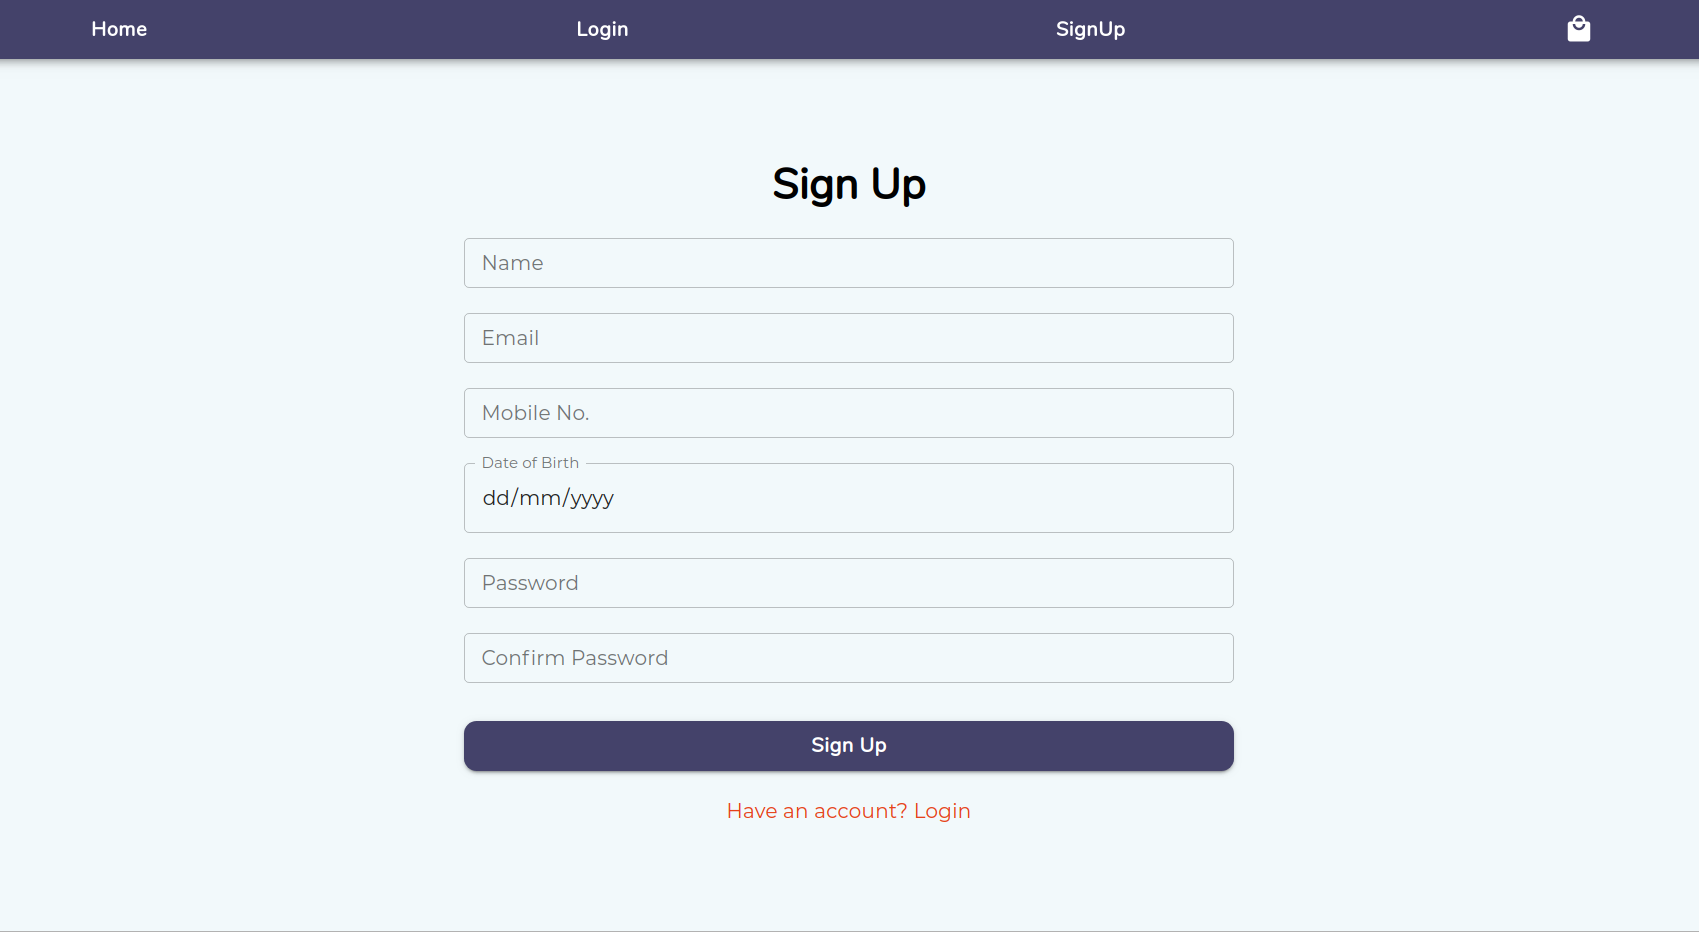 Home Login SignUp
Sign Up
Name
Email
Mobile No.
Date of Birth
dd/mm/yyyy
Password
Confirm Password
Sign Up
Have an account? Login